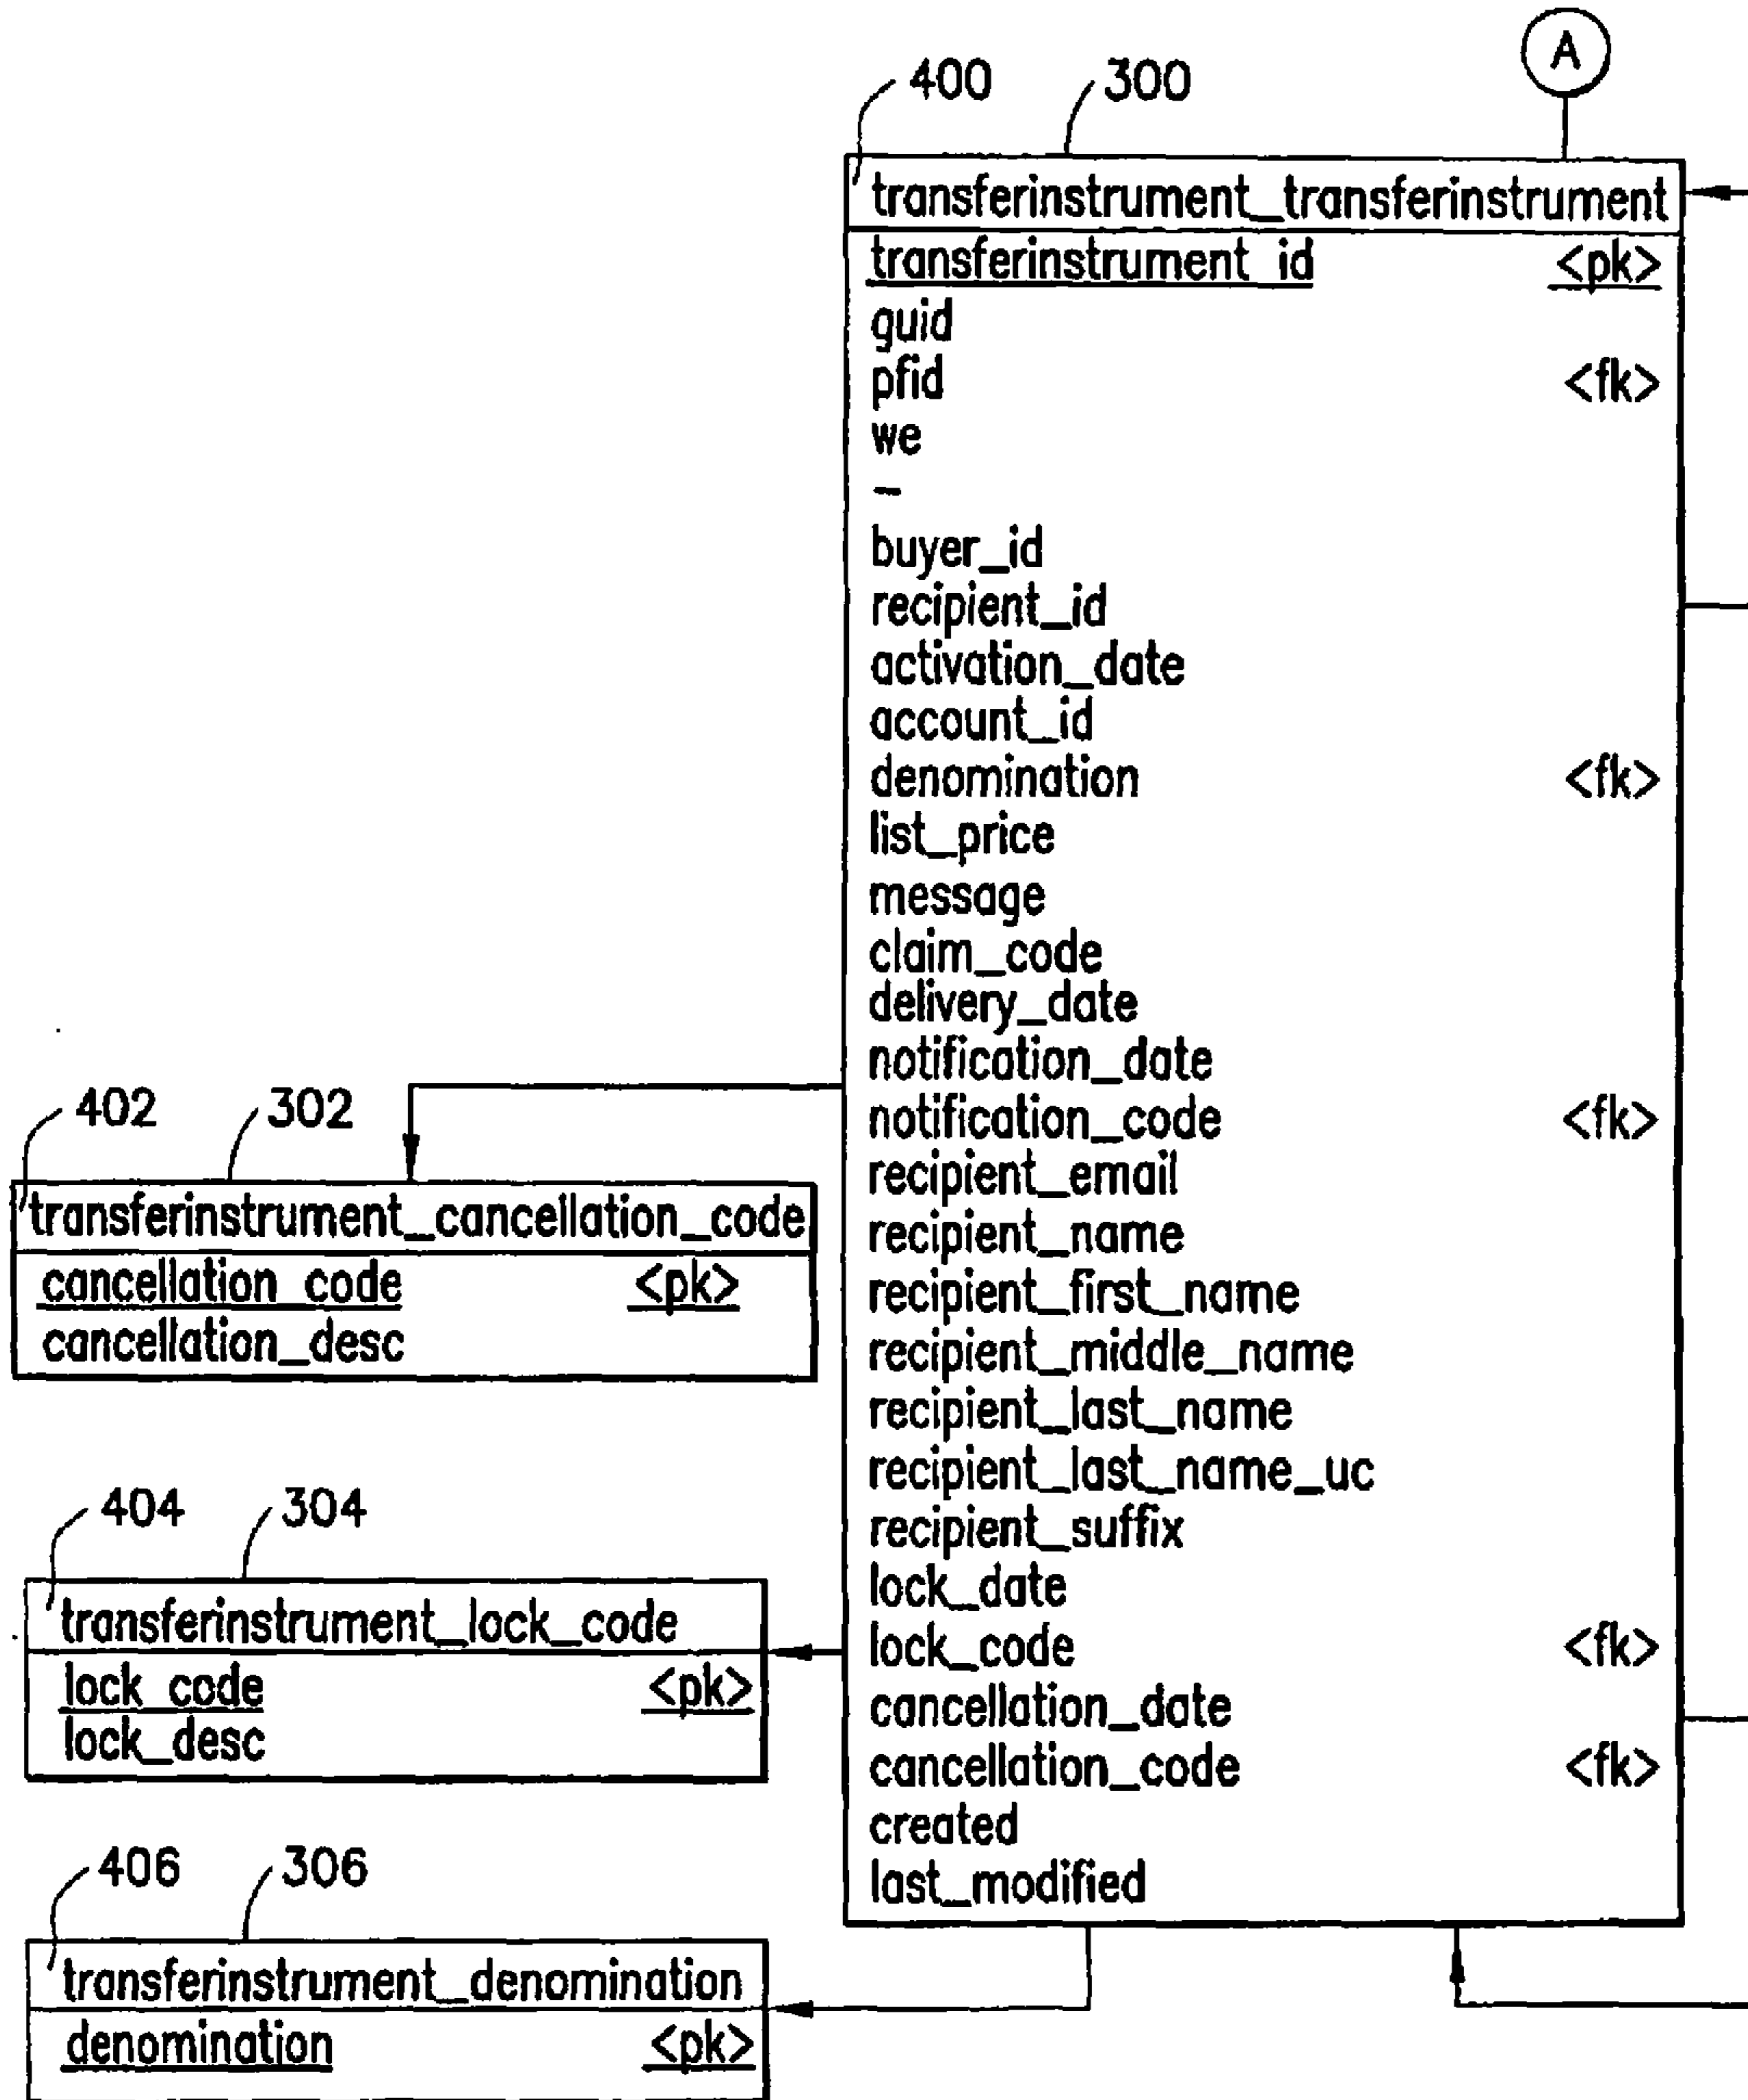 A
400 300
transferinstrument_transferinstrument
transferinstrument_id <pk>
guid
pfid <fk>
we
–
buyer_id
recipient_id
activation_date
account_id
denomination <fk>
list_price
message
claim_code
delivery_date
notification_date
notification_code <fk>
recipient_email
recipient_name
recipient_first_name
recipient_middle_name
recipient_last_name
recipient_last_name_uc
recipient_suffix
lock_date
lock_code <fk>
cancellation_date
cancellation_code <fk>
created
last_modified
402 302
transferinstrument_cancellation_code
cancellation_code <pk>
cancellation_desc
404 304
transferinstrument_lock_code
lock_code <pk>
lock_desc
406 306
transferinstrument_denomination
denomination <pk>